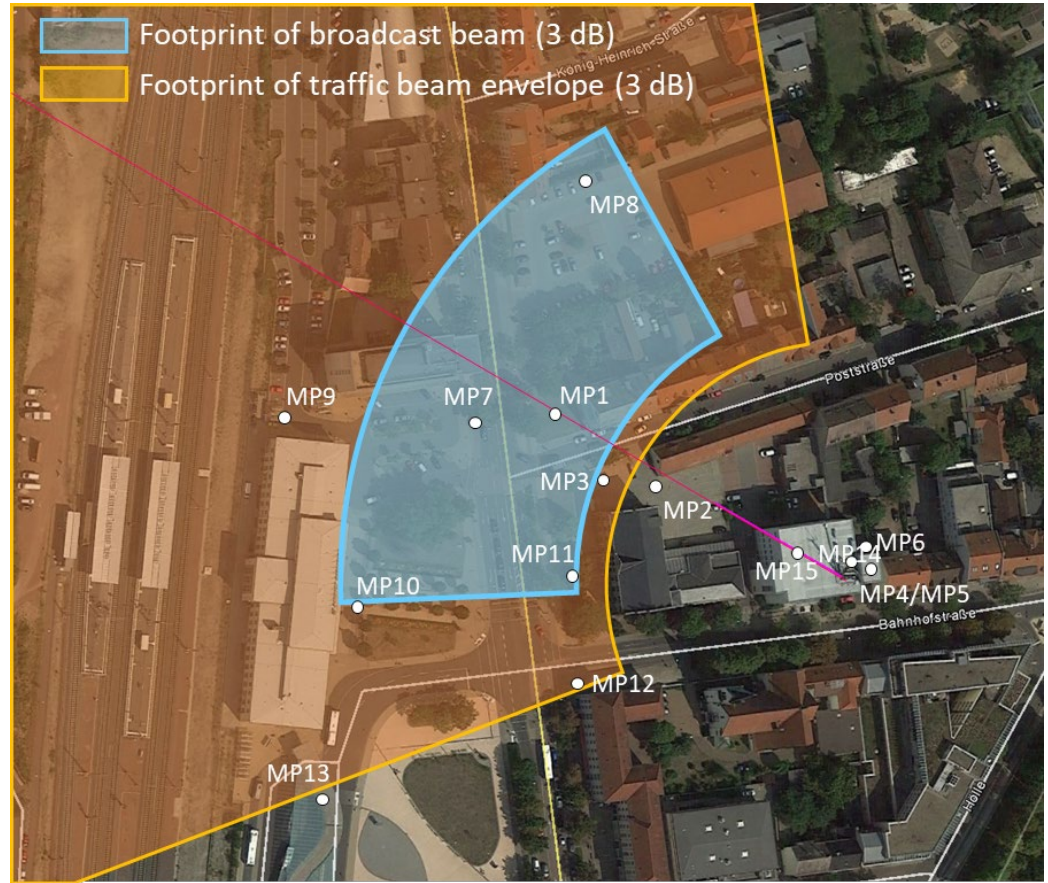 Footprint of broadcast beam (3 dB)
König-Heinrich-Straße
Footprint of traffic beam envelope (3 dB)
MP8
Poststraße
MP9
MP7
MP1
MP3
MP2
MP11
MP6
MP14
MP15
MP4/MP5
MP10
Bahnhofstraße
MP12
MP13
Hölle